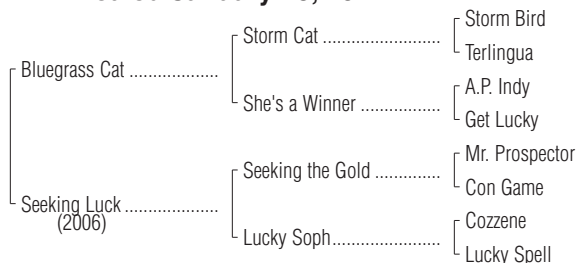 Storm Bird
Storm Cat ........................
Terlingua
Bluegrass Cat ..................
A.P. Indy
She's a Winner ................
Get Lucky
Mr. Prospector
Seeking the Gold .............
Con Game
Seeking Luck...................
(2006)
Cozzene
Lucky Soph.....................
Lucky Spell